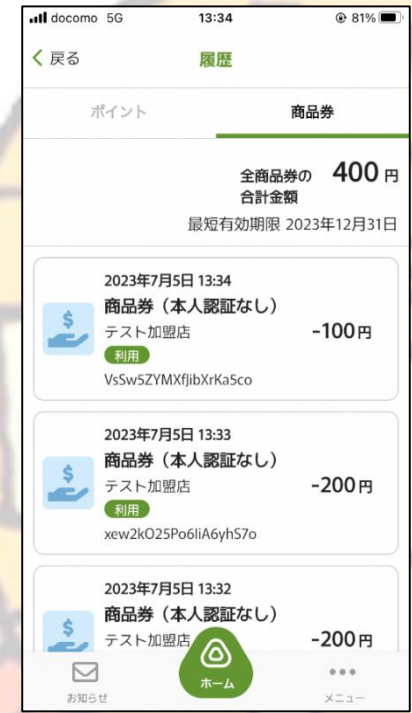 docomo 5G 13:34 81%
戻る 履歴
ポイント 商品券
全商品券の 400 円
合計金額
最短有効期限 2023年12月31日
2023年7月5日 13:34
商品券（本人認証なし）
テスト加盟店 -100円
利用
VsSw5ZYMXfJibXrKa5co
2023年7月5日 13:33
商品券（本人認証なし）
テスト加盟店 -200円
利用
xew2kO25Po6IiA6yhS7o
2023年7月5日 13:32
商品券（本人認証なし）
テスト加盟店 -200円
お知らせ ホーム メニュー